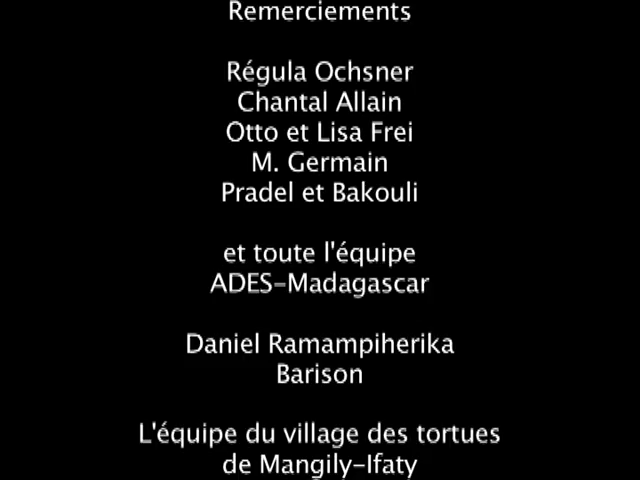 Remerciements
Régula Ochsner
Chantal Allain
Otto et Lisa Frei
M. Germain
Pradel et Bakouli
et toute l'équipe
ADES-Madagascar
Daniel Ramampiherika
Barison
L'équipe du village des tortues
de Mangily-Ifaty